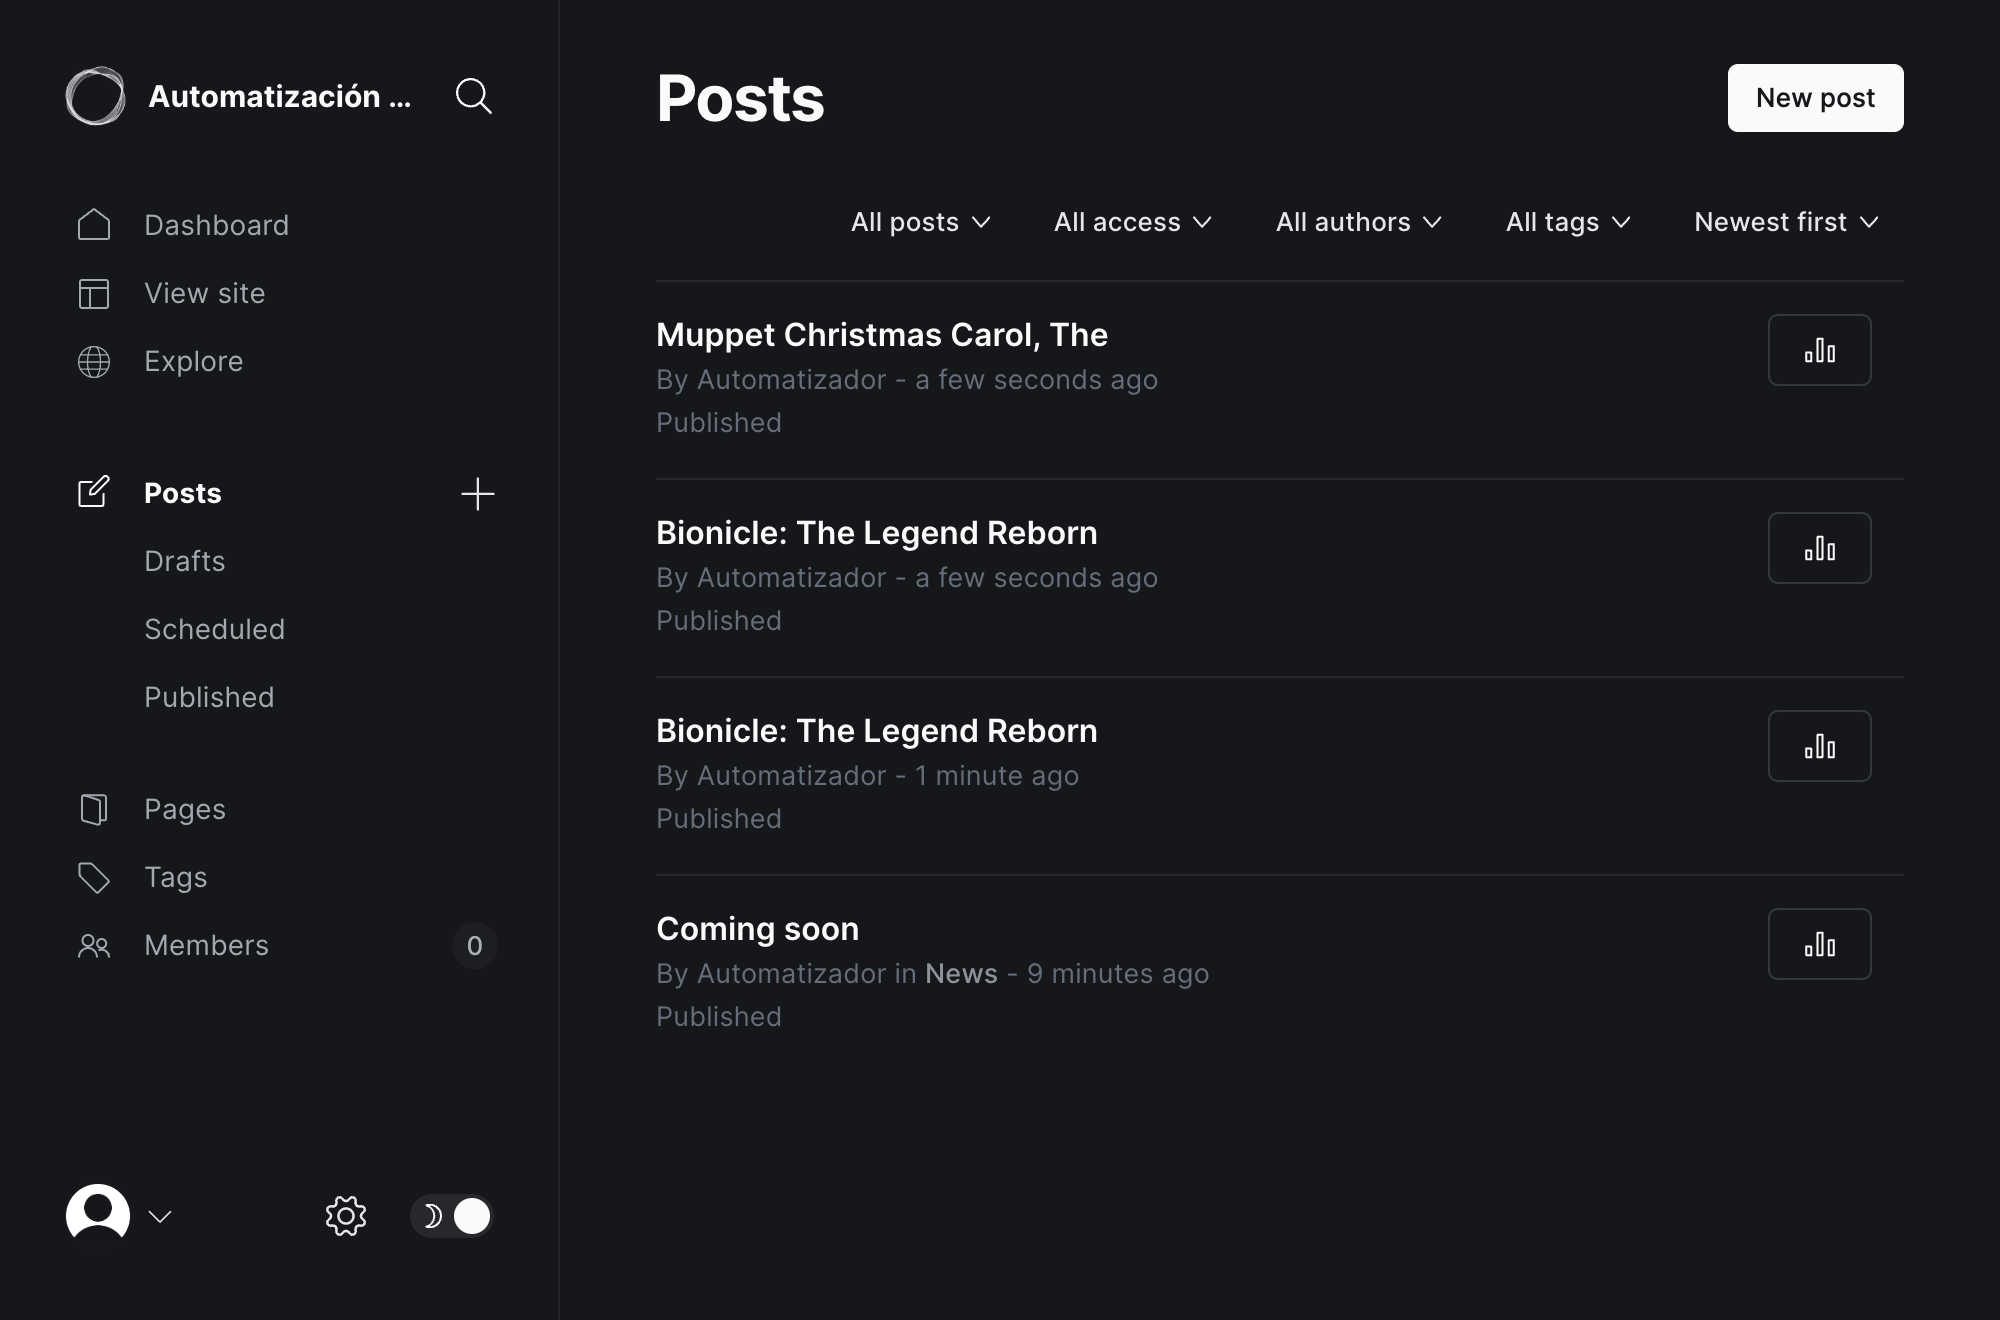 Automatización ...
Dashboard
View site
Explore
Posts
Drafts
Scheduled
Published
Pages
Tags
Members 0
Posts
New post
All posts All access All authors All tags Newest first
Muppet Christmas Carol, The
By Automatizador - a few seconds ago
Published
Bionicle: The Legend Reborn
By Automatizador - a few seconds ago
Published
Bionicle: The Legend Reborn
By Automatizador - 1 minute ago
Published
Coming soon
By Automatizador in News - 9 minutes ago
Published